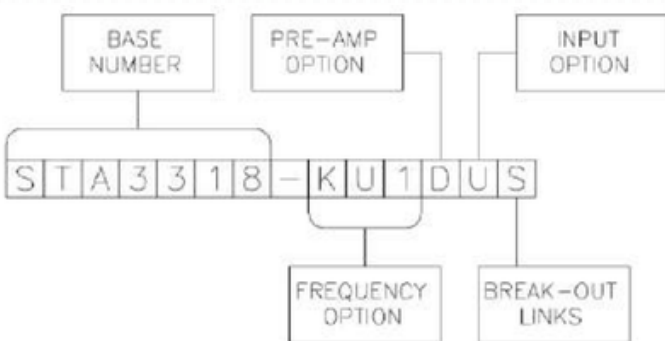 BASE
NUMBER
PRE-AMP
OPTION
INPUT
OPTION
STA3318-KU1DUS
FREQUENCY
OPTION
BREAK-OUT
LINKS